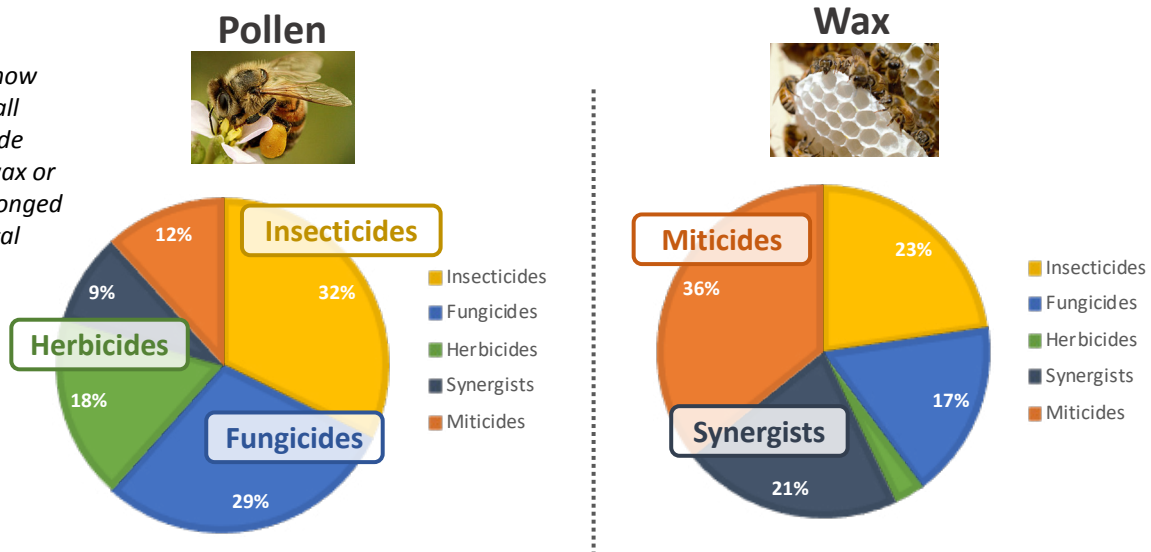 Pollen
now
all
de
ax or
onged
al
12%
Insecticides
32%
9%
Herbicides
18%
Fungicides
29%
Insecticides
Fungicides
Herbicides
Synergists
Miticides
Wax
Miticides
23%
36%
17%
Synergists
21%
Insecticides
Fungicides
Herbicides
Synergists
Miticides